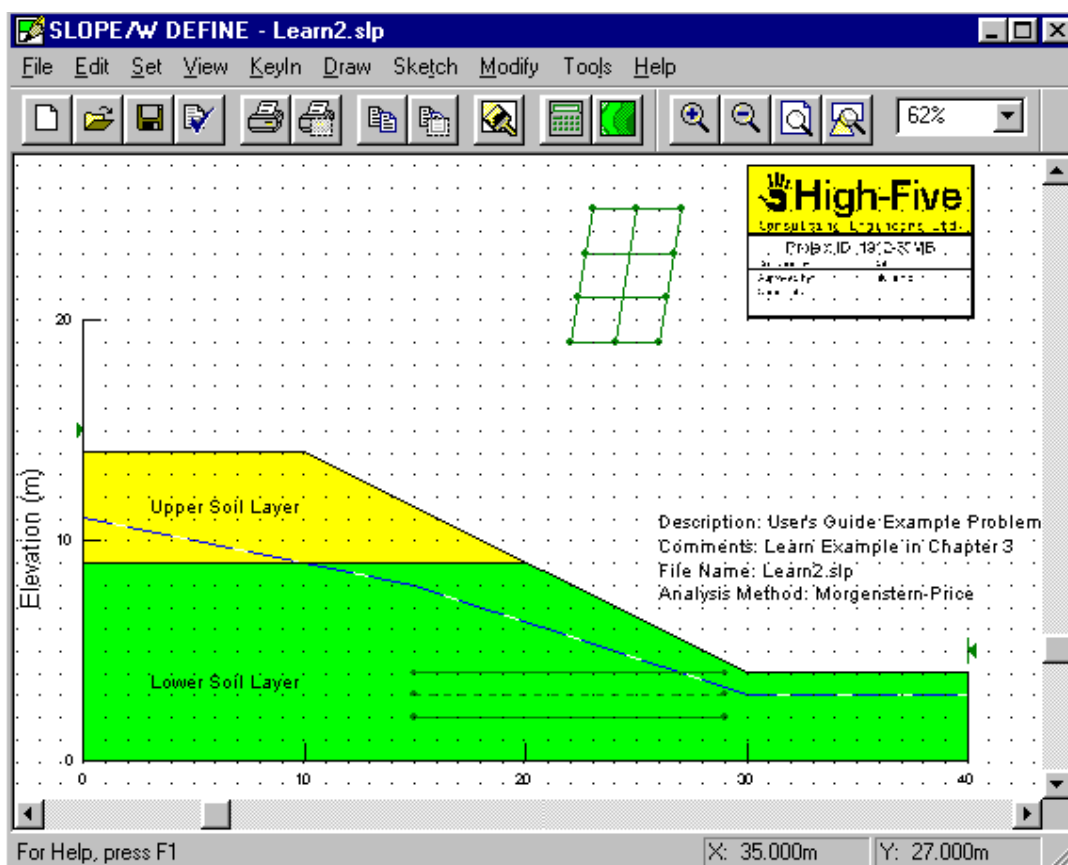 SLOPE/W DEFINE - Learn2.slp
File Edit Set View KeyIn Draw Sketch Modify Tools Help
62%
High-Five
Consulting Engineers Ltd.
Project ID:
20
Elevation (m)
Upper Soil Layer
10
Description: User's Guide Example Problem
Comments: Learn Example in Chapter 3
File Name: Learn2.slp
Analysis Method: Morgenstern-Price
Lower Soil Layer
0
0 10 20 30 40
For Help, press F1 X: 35.000m Y: 27.000m